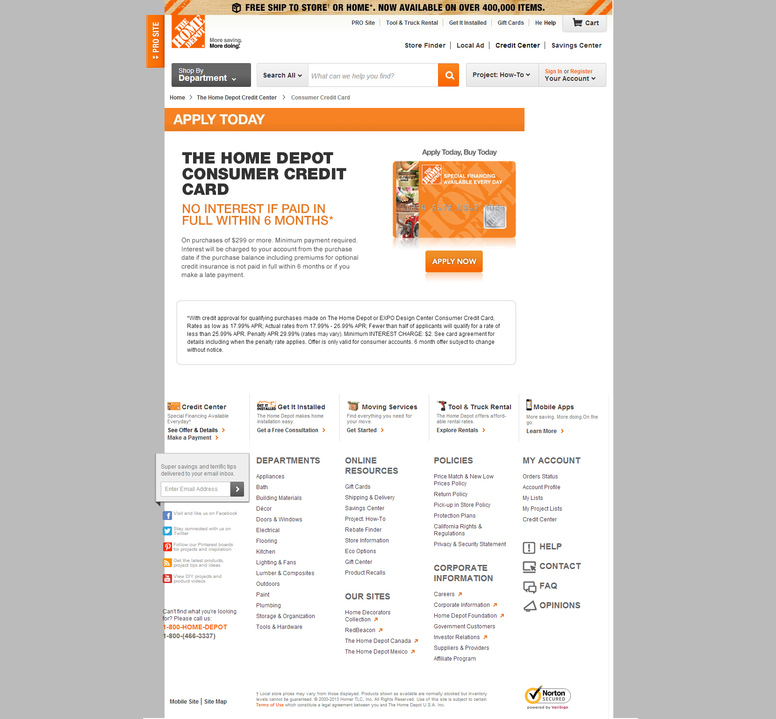 FREE SHIP TO STORE† OR HOME*. NOW AVAILABLE ON OVER 400,000 ITEMS.
PRO SITE
THE HOME DEPOT
More saving.
More doing.
PRO Site
Tool & Truck Rental
Get It Installed
Gift Cards
He Help
Cart
Store Finder
Local Ad
Credit Center
Savings Center
Shop By
Department
Search All
What can we help you find?
Project: How-To
Sign In or Register
Your Account
Home > The Home Depot Credit Center > Consumer Credit Card
APPLY TODAY
THE HOME DEPOT
CONSUMER CREDIT
CARD
NO INTEREST IF PAID IN
FULL WITHIN 6 MONTHS*
On purchases of $299 or more. Minimum payment required.
Interest will be charged to your account from the purchase
date if the purchase balance including premiums for optional
credit insurance is not paid in full within 6 months or if you
make a late payment.
Apply Today, Buy Today
THE HOME DEPOT
SPECIAL FINANCING
AVAILABLE EVERY DAY
APPLY NOW
*With credit approval for qualifying purchases made on The Home Depot or EXPO Design Center Consumer Credit Card,
Rates as low as 17.99% APR; Actual rates from 17.99% - 26.99% APR; Fewer than half of applicants will qualify for a rate of
less than 25.99% APR. Penalty APR 29.99% (rates may vary). Minimum INTEREST CHARGE: $2. See card agreement for
details including when the penalty rate applies. Offer is only valid for consumer accounts. 6 month offer subject to change
without notice.
Credit Center
Special Financing Available
Everyday*
See Offer & Details
Make a Payment
GET IT INSTALLED
Get It Installed
The Home Depot makes
installation easy.
Get a Free Consultation
Moving Services
Find everything you need for
your move.
Get Started
Tool & Truck Rental
The Home Depot offers afford-
able rental rates.
Explore Rentals
Mobile Apps
More saving, More doing On the
go.
Learn More
Super savings and terrific tips
delivered to your email inbox.
Enter Email Address
Visit and like us on Facebook
Stay connected with us on
Twitter
Follow our Pinterest boards
for projects and inspiration
Get the latest products,
project tips and ideas
View DIY projects and
product videos
Can't find what you're looking
for? Please call us:
1-800-HOME-DEPOT
1-800-(466-3337)
DEPARTMENTS
Appliances
Bath
Building Materials
Décor
Doors & Windows
Electrical
Flooring
Kitchen
Lighting & Fans
Lumber & Composites
Outdoors
Paint
Plumbing
Storage & Organization
Tools & Hardware
ONLINE
RESOURCES
Gift Cards
Shipping & Delivery
Savings Center
Project: How-To
Rebate Finder
Store Information
Eco Options
Gift Center
Product Recalls
OUR SITES
Home Decorators
Collection
RedBeacon
The Home Depot Canada
The Home Depot Mexico
POLICIES
Price Match & New Low
Prices Policy
Return Policy
Pick-up in Store Policy
Protection Plans
California Rights &
Regulations
Privacy & Security Statement
CORPORATE
INFORMATION
Careers
Corporate Information
Home Depot Foundation
Government Customers
Investor Relations
Suppliers & Providers
Affiliate Program
MY ACCOUNT
Orders Status
Account Profile
My Lists
My Project Lists
Credit Center
HELP
CONTACT
FAQ
OPINIONS
Mobile Site | Site Map
† Local store prices may vary from those displayed. Products shown as available are normally stocked but inventory
levels cannot be guaranteed. © 2000-2013 Homer TLC, Inc. All Rights Reserved. Use of this site is subject to certain
Terms of Use which constitute a legal agreement between you and The Home Depot U.S.A. Inc.
Norton
SECURED
powered by VeriSign